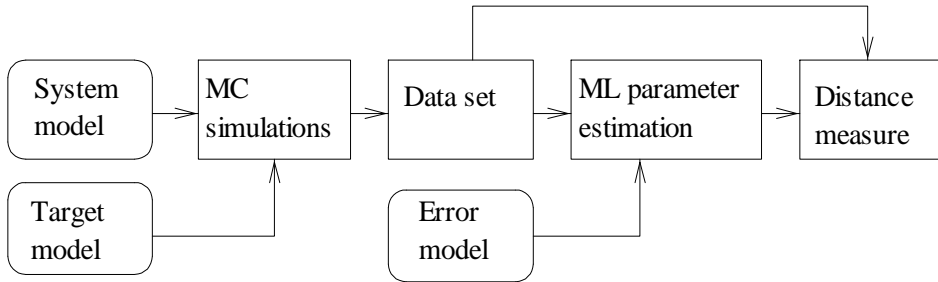 System
model
MC
simulations
Data set
ML parameter
estimation
Distance
measure
Target
model
Error
model